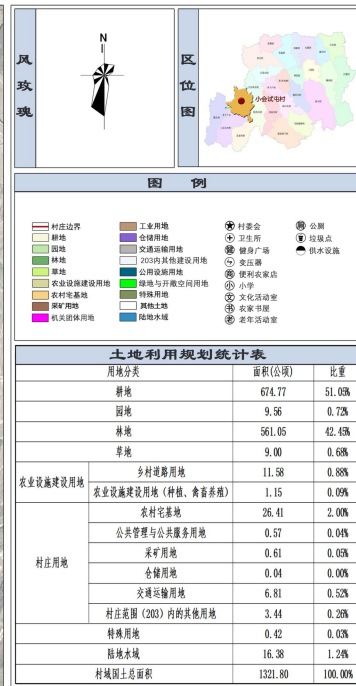 风玫瑰
N
区位图
小会试屯村
图 例
村庄边界
耕地
园地
林地
草地
农业设施建设用地
农村宅基地
采矿用地
机关团体用地
工业用地
仓储用地
交通运输用地
203内其他建设用地
公用设施用地
绿地与开敞空间用地
特殊用地
其他土地
陆地水域
村委会
卫生所
健身广场
变压器
便利农家店
小学
文化活动室
农家书屋
老年活动室
公厕
垃圾点
供水设施
土地利用规划统计表
用地分类 面积(公顷) 比重
耕地 674.77 51.05%
园地 9.56 0.72%
林地 561.05 42.45%
草地 9.00 0.68%
农业设施建设用地 乡村道路用地 11.58 0.88%
农业设施建设用地（种植、禽畜养殖） 1.15 0.09%
村庄用地 农村宅基地 26.41 2.00%
公共管理与公共服务用地 0.57 0.04%
采矿用地 0.61 0.05%
仓储用地 0.04 0.00%
交通运输用地 6.81 0.52%
村庄范围（203）内的其他用地 3.44 0.26%
特殊用地 0.42 0.03%
陆地水域 16.38 1.24%
村域国土总面积 1321.80 100.00%